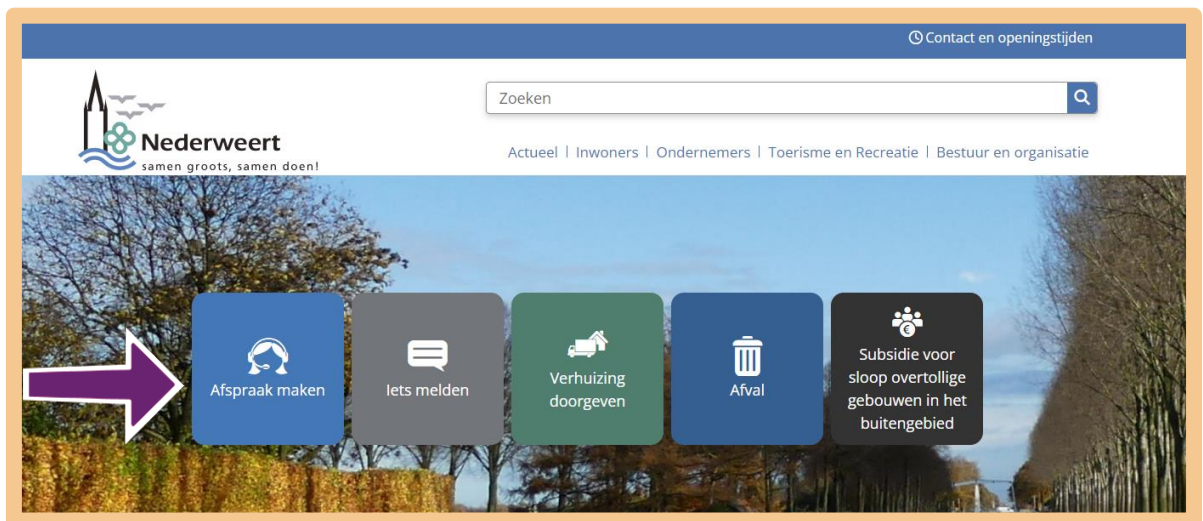 Contact en openingstijden
Zoeken
Nederweert
samen groots, samen doen!
Actueel | Inwoners | Ondernemers | Toerisme en Recreatie | Bestuur en organisatie
Afspraak maken
Iets melden
Verhuizing
doorgeven
Afval
€
Subsidie voor
sloop overtollige
gebouwen in het
buitengebied